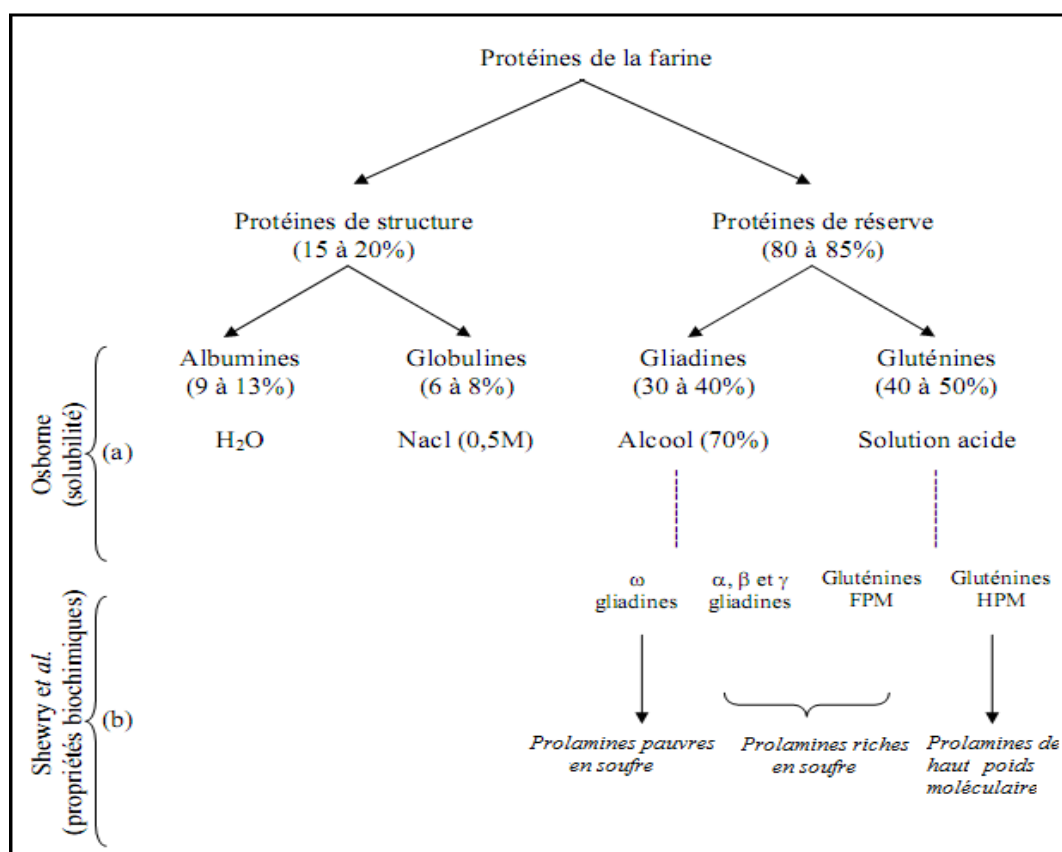 Protéines de la farine
Protéines de structure
(15 à 20%)
Protéines de réserve
(80 à 85%)
Albumines
(9 à 13%)
Globulines
(6 à 8%)
Gliadines
(30 à 40%)
Gluténines
(40 à 50%)
H₂O
Nacl (0,5M)
Alcool (70%)
Solution acide
Osborne
(solubilité)
(a)
ω
gliadines
α, β et γ
gliadines
Gluténines
FPM
Gluténines
HPM
Shewry et al.
(propriétés biochimiques)
(b)
Prolamines pauvres
en soufre
Prolamines riches
en soufre
Prolamines de
haut poids
moléculaire